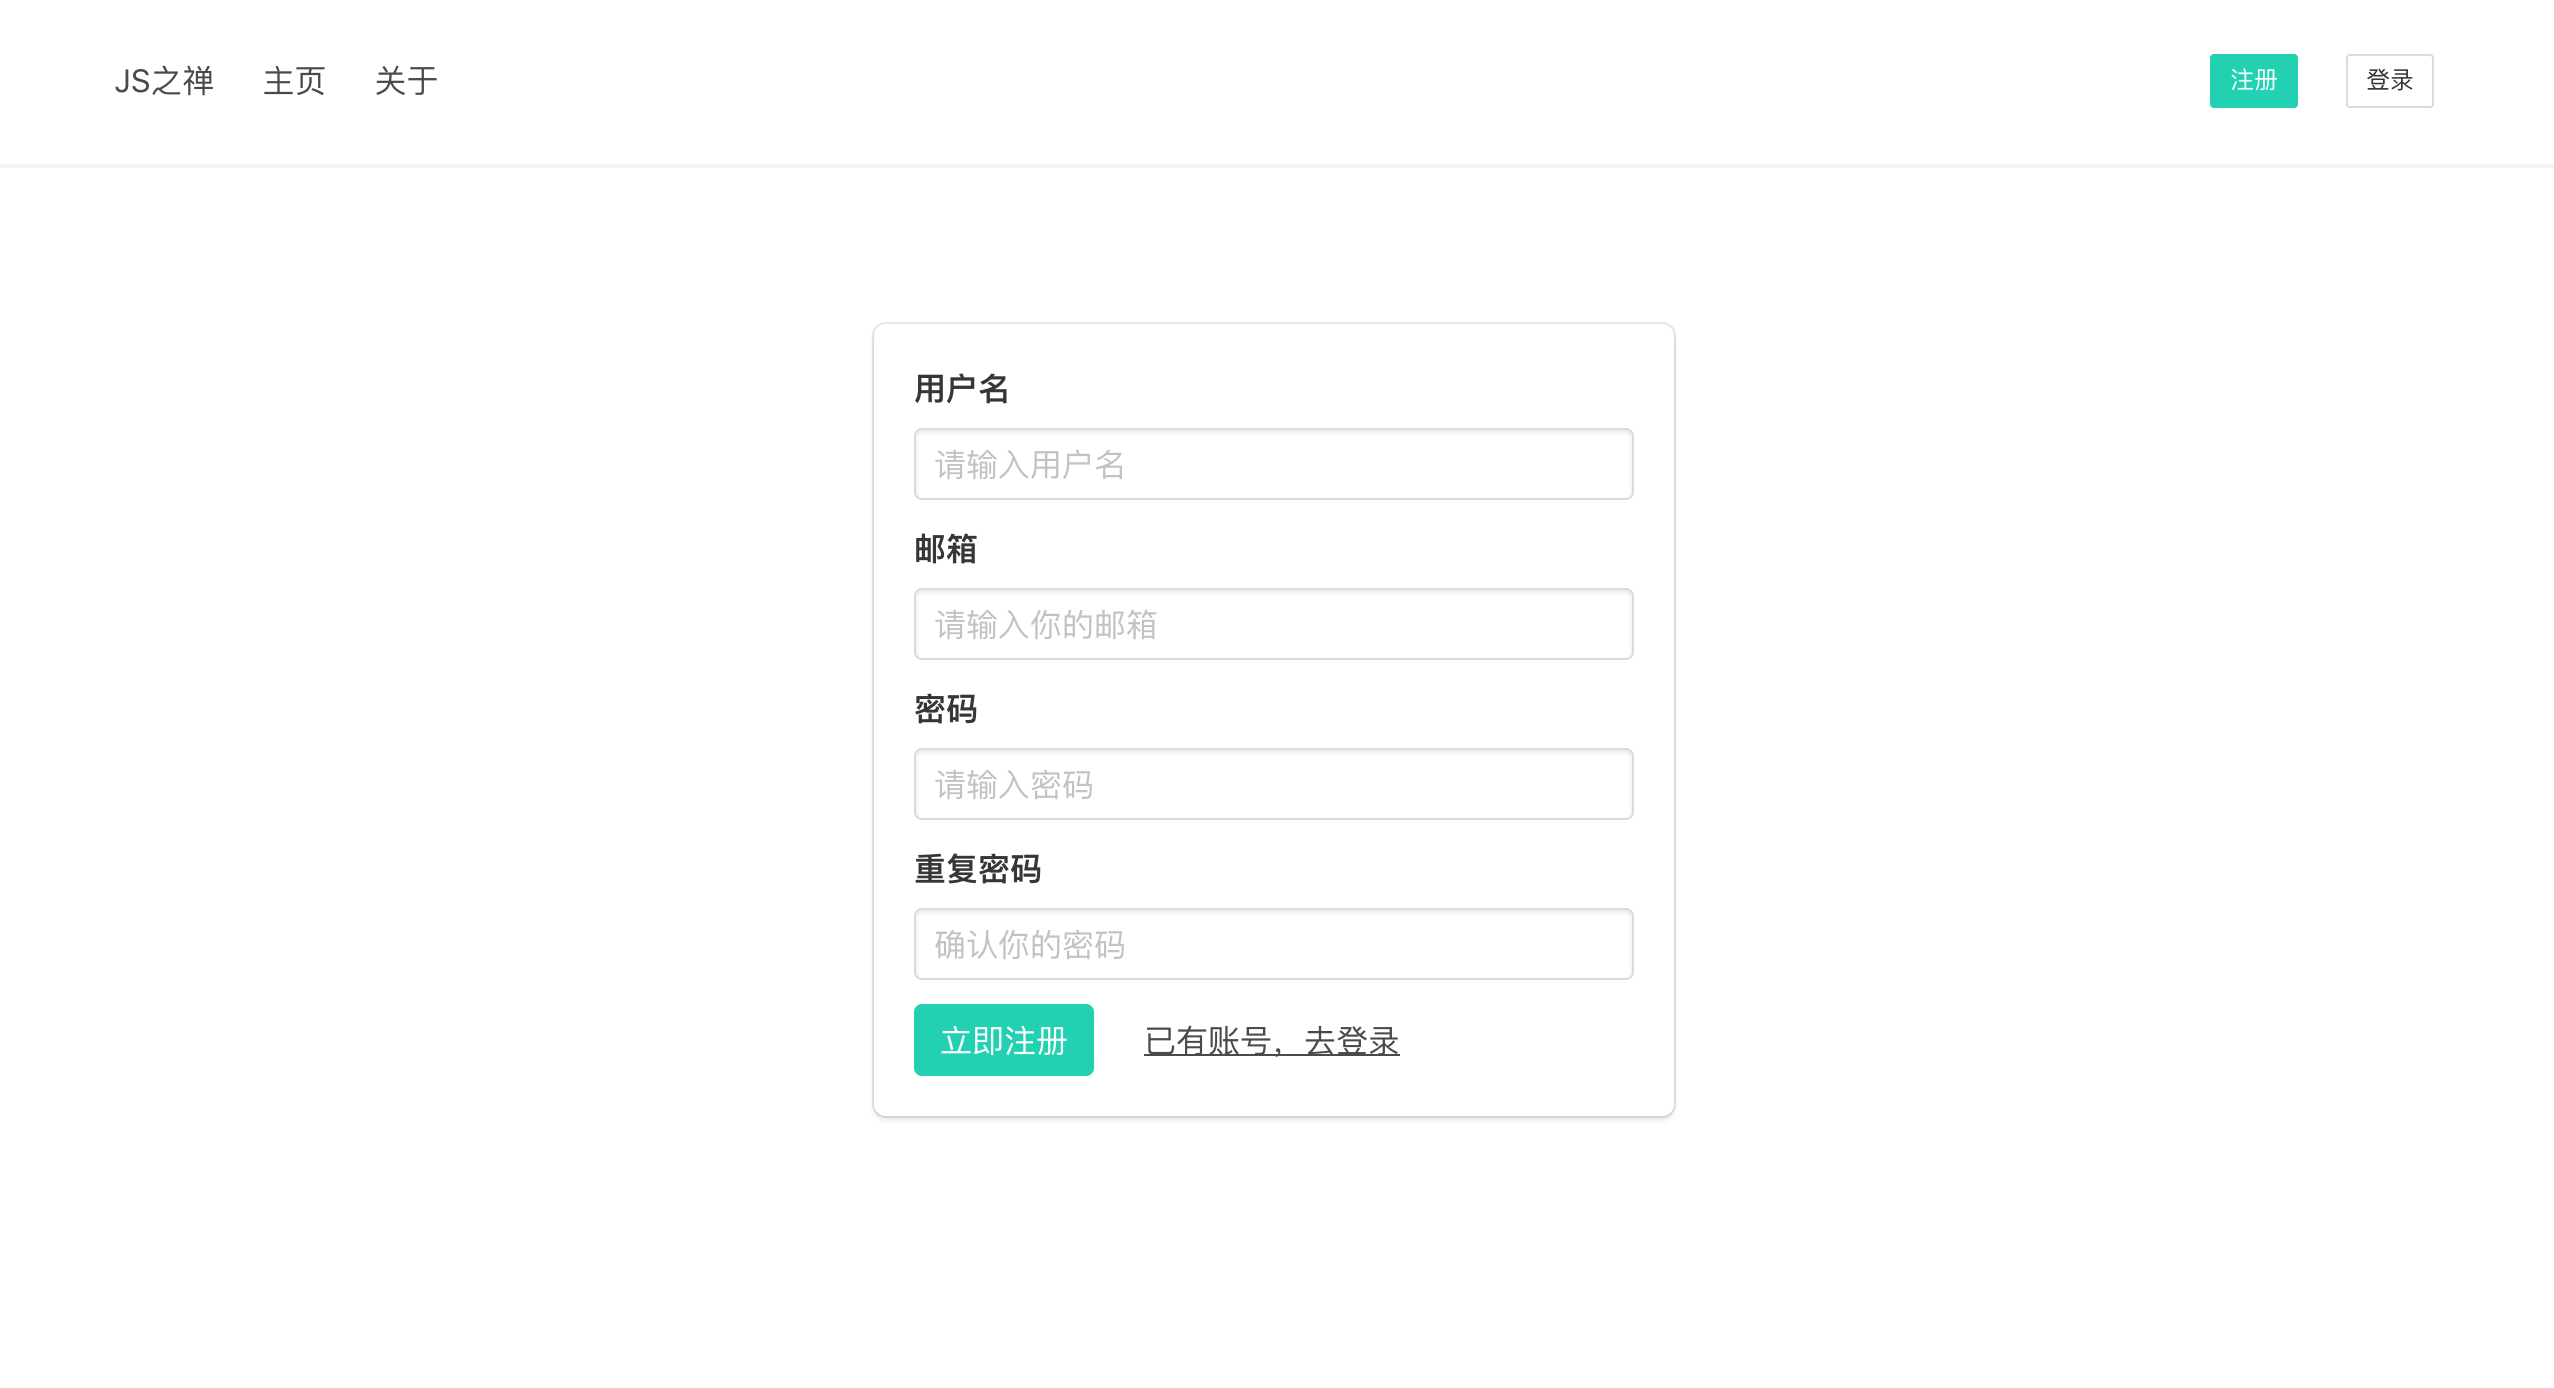 JS之禅 主页 关于 注册 登录
用户名
请输入用户名
邮箱
请输入你的邮箱
密码
请输入密码
重复密码
确认你的密码
立即注册 已有账号，去登录